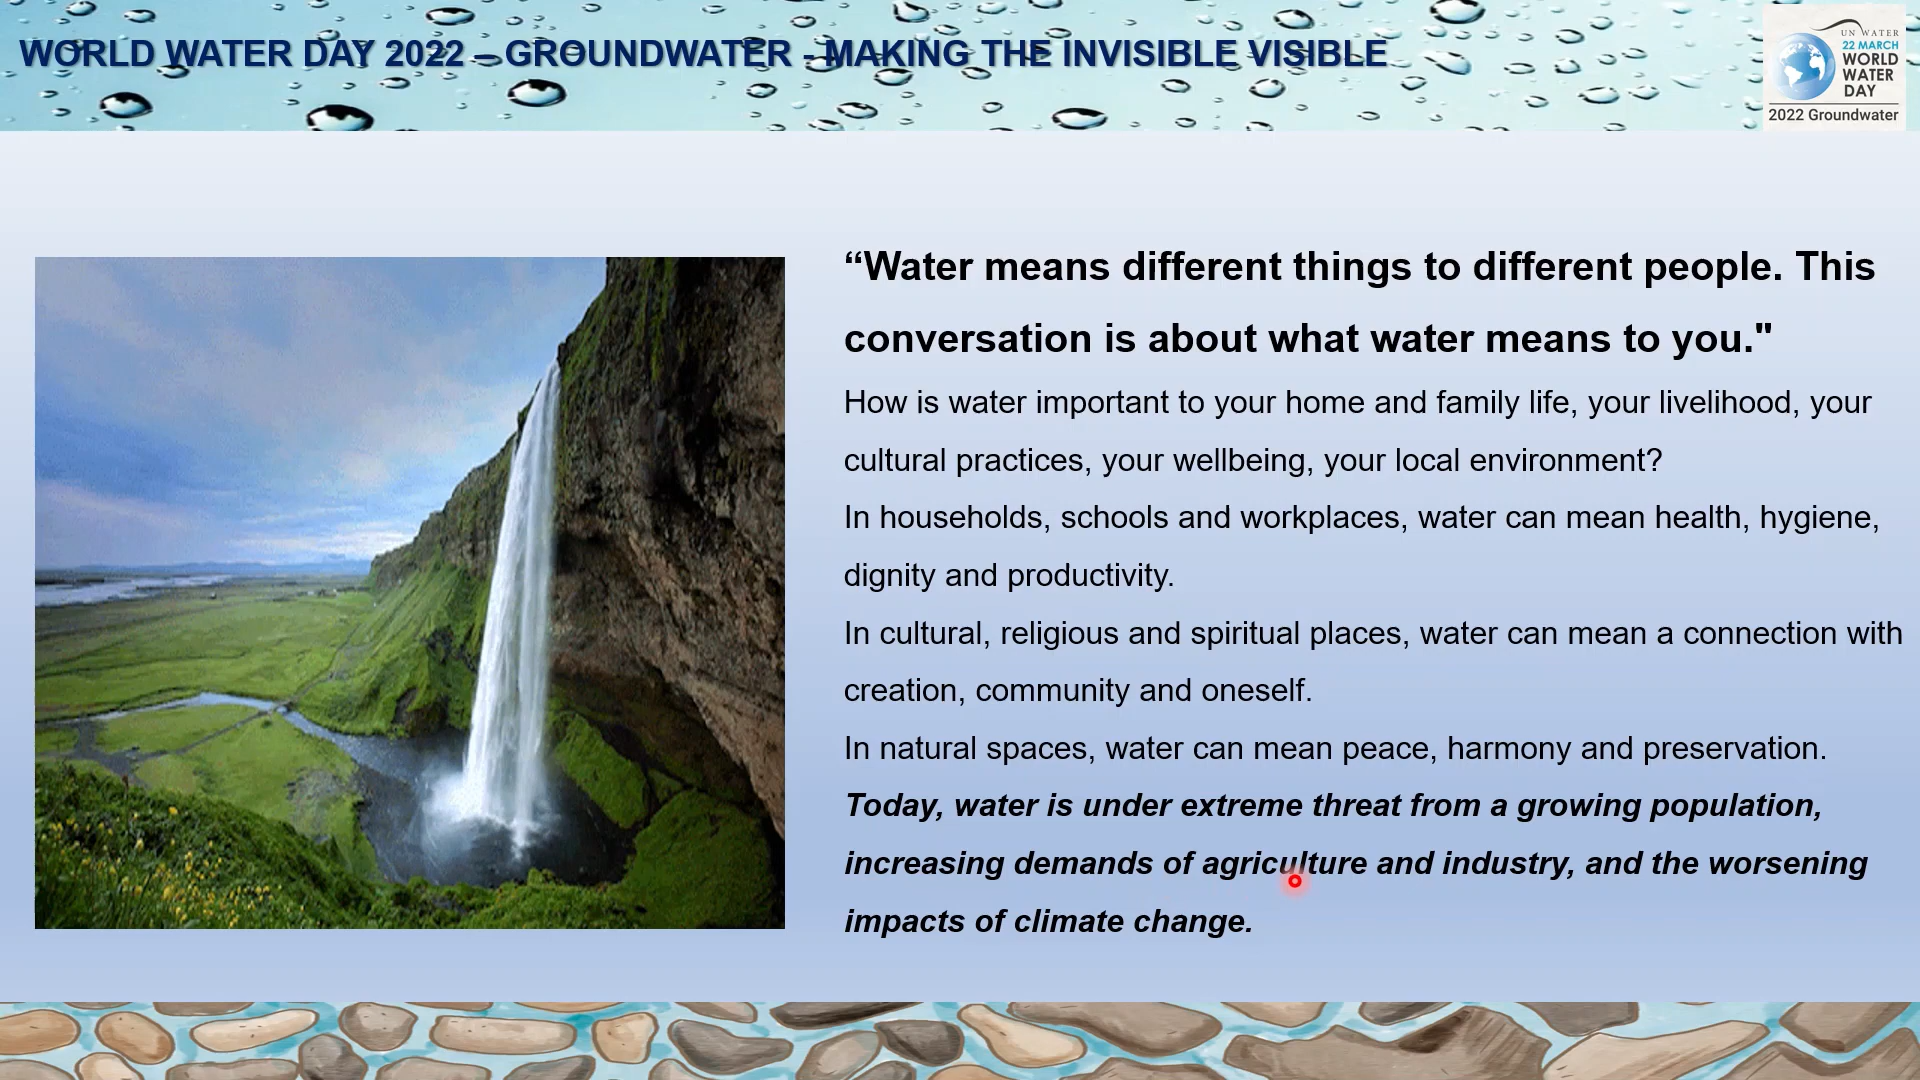 WORLD WATER DAY 2022 – GROUNDWATER - MAKING THE INVISIBLE VISIBLE
UN WATER
22 MARCH
WORLD
WATER
DAY
2022 Groundwater
“Water means different things to different people. This
conversation is about what water means to you."
How is water important to your home and family life, your livelihood, your
cultural practices, your wellbeing, your local environment?
In households, schools and workplaces, water can mean health, hygiene,
dignity and productivity.
In cultural, religious and spiritual places, water can mean a connection with
creation, community and oneself.
In natural spaces, water can mean peace, harmony and preservation.
Today, water is under extreme threat from a growing population,
increasing demands of agriculture and industry, and the worsening
impacts of climate change.